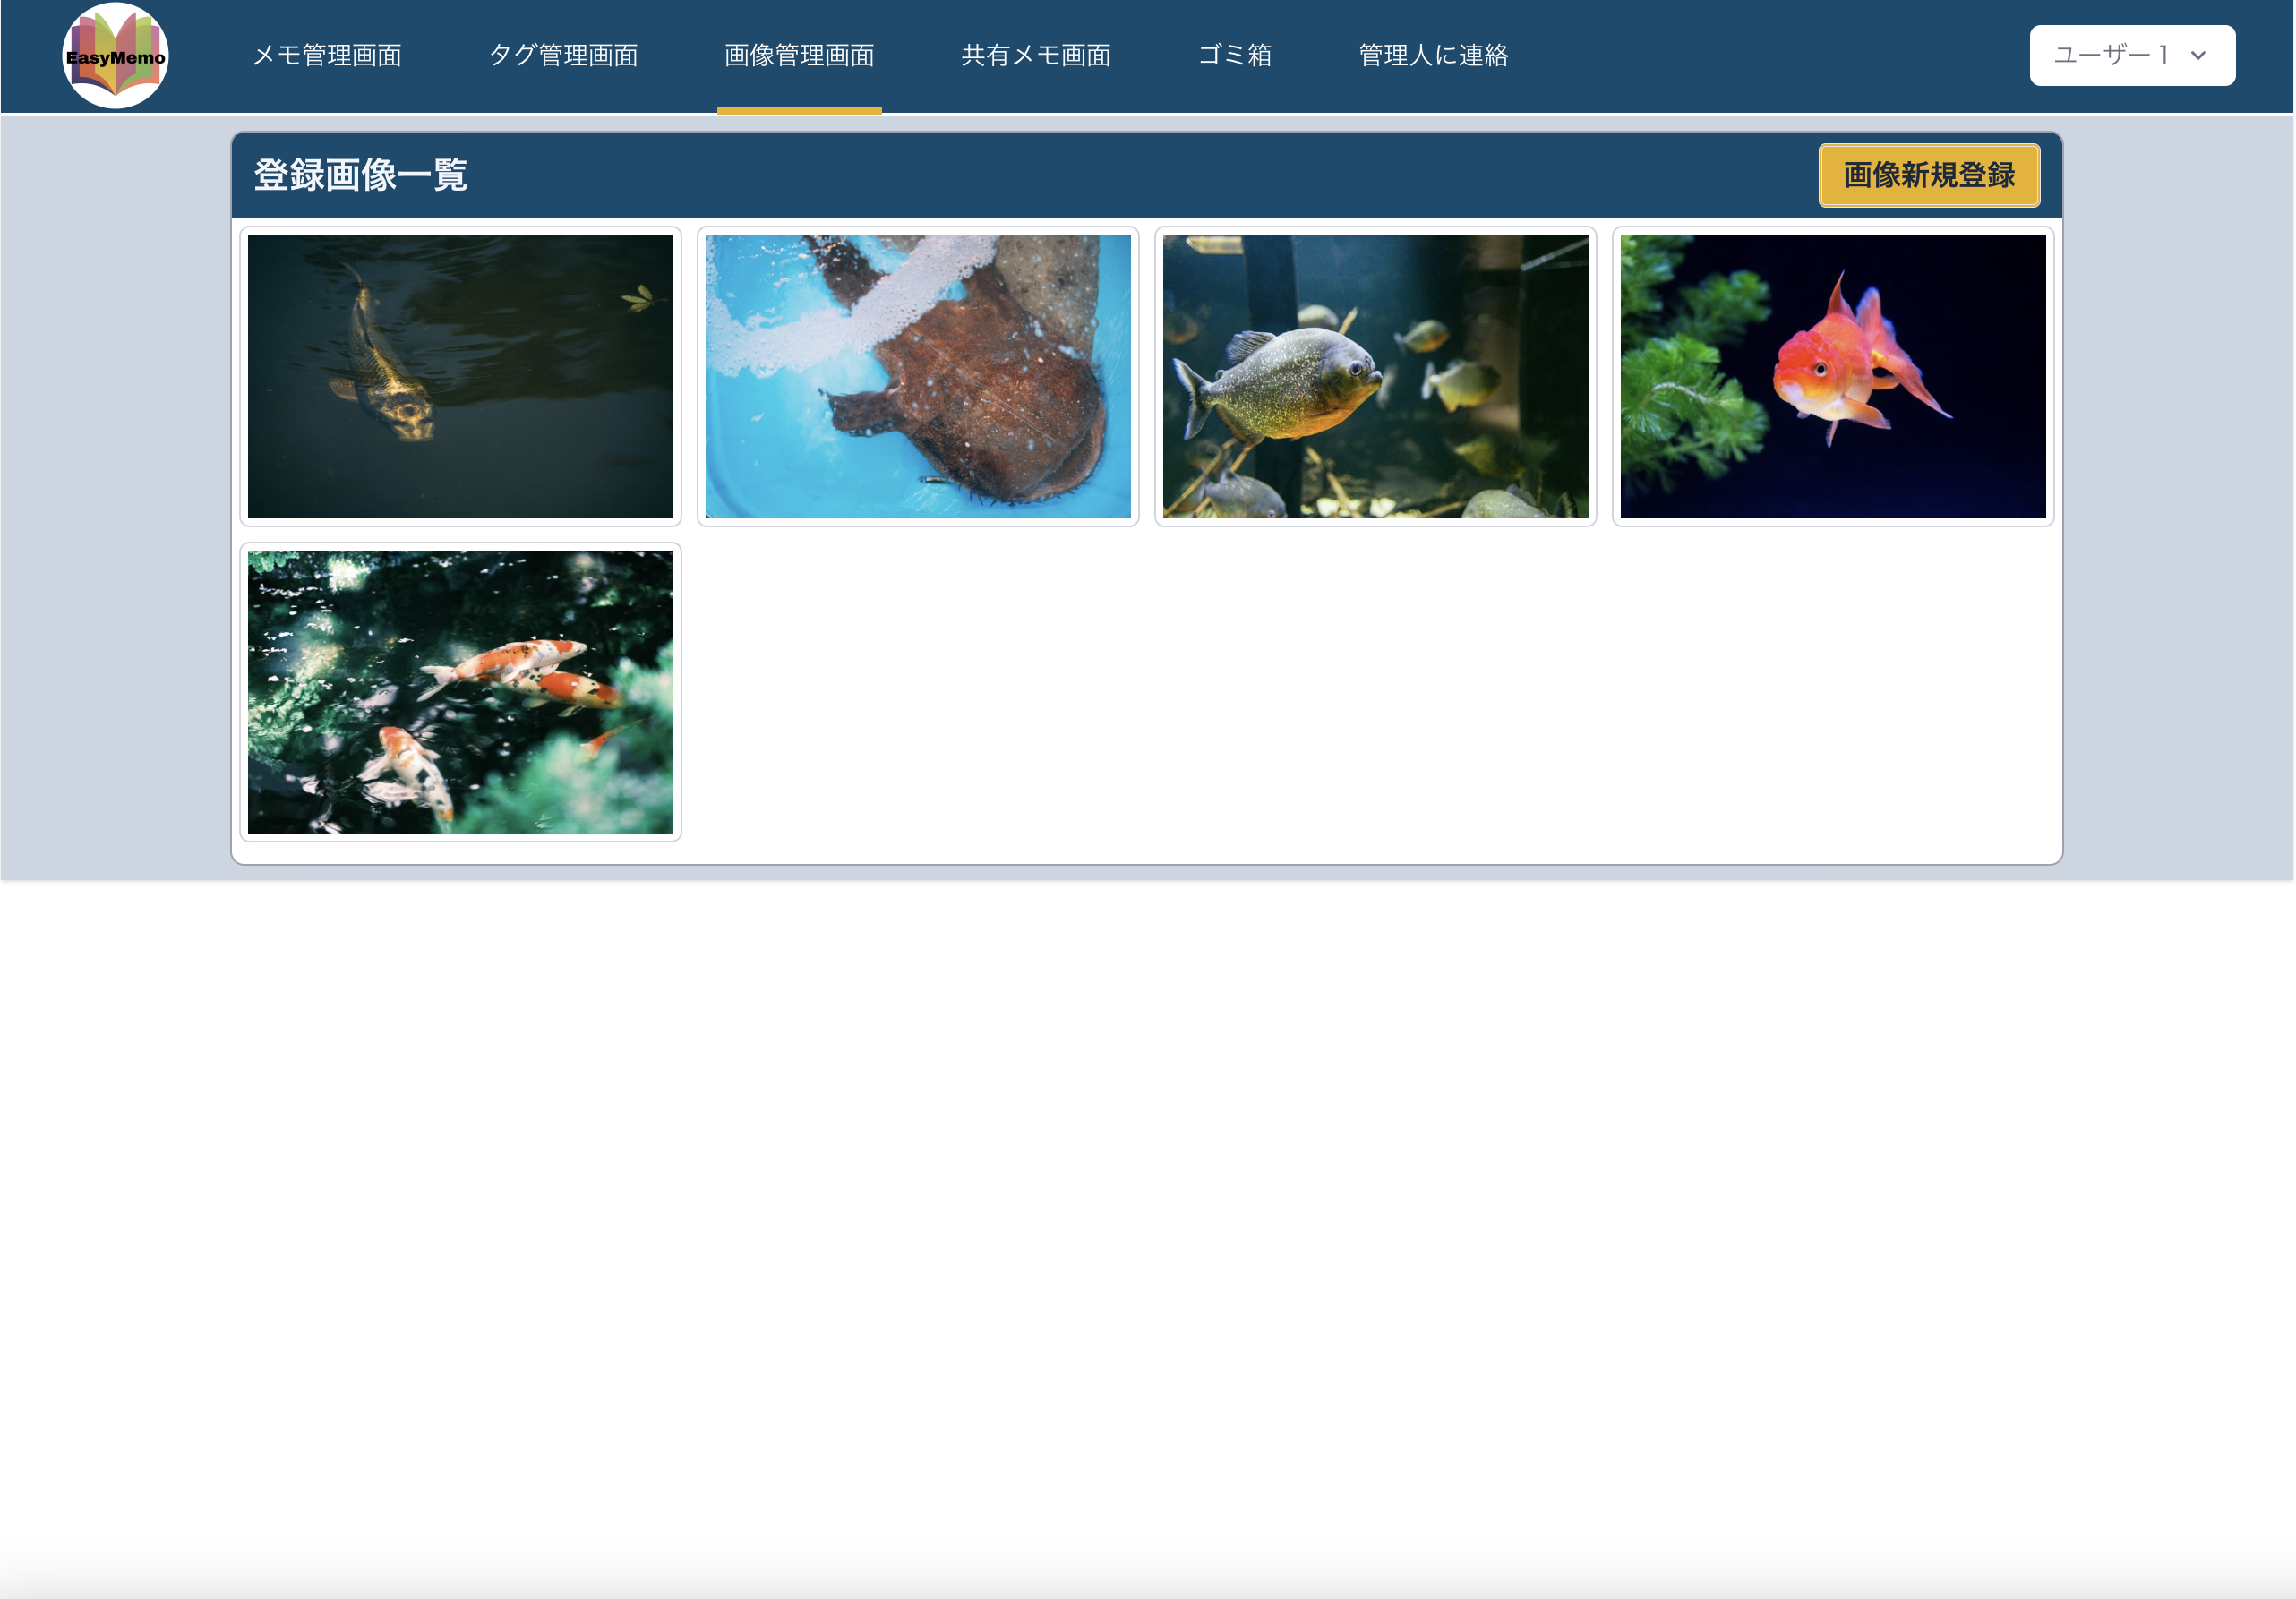 EasyMemo
メモ管理画面
タグ管理画面
画像管理画面
共有メモ画面
ゴミ箱
管理人に連絡
ユーザー1
登録画像一覧
画像新規登録